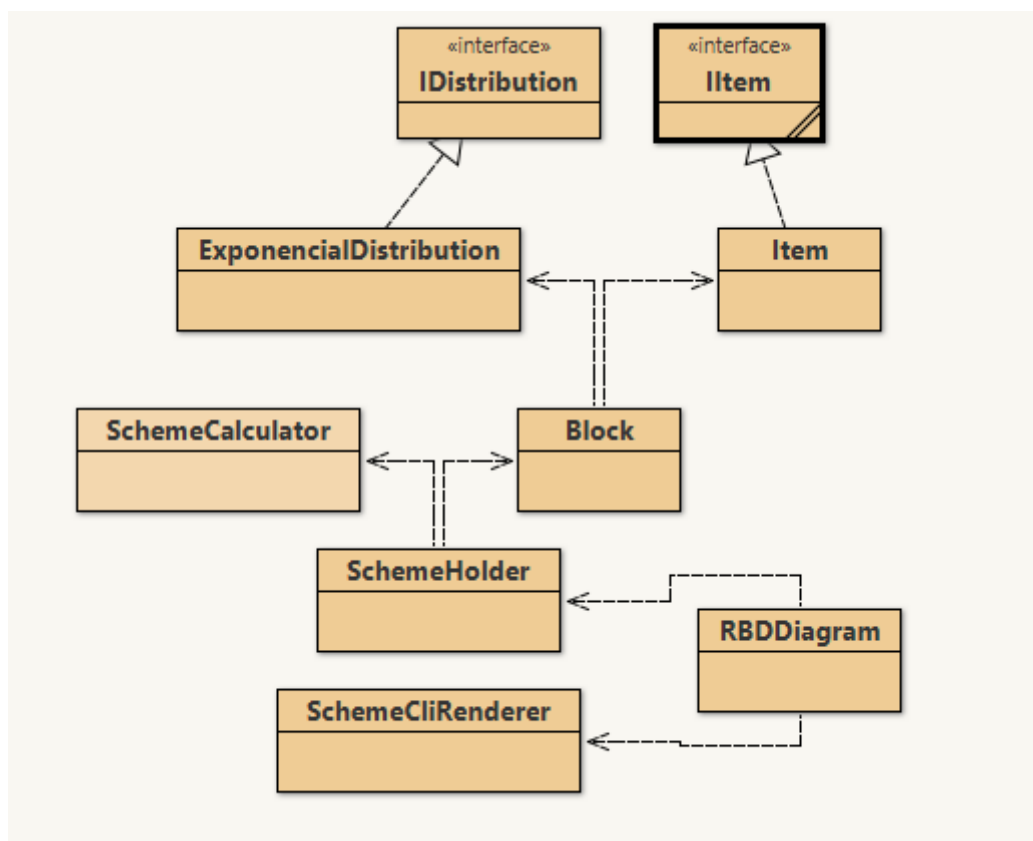 «interface»
IDistribution
«interface»
IItem
ExponencialDistribution
Item
SchemeCalculator
Block
SchemeHolder
RBDDiagram
SchemeCliRenderer